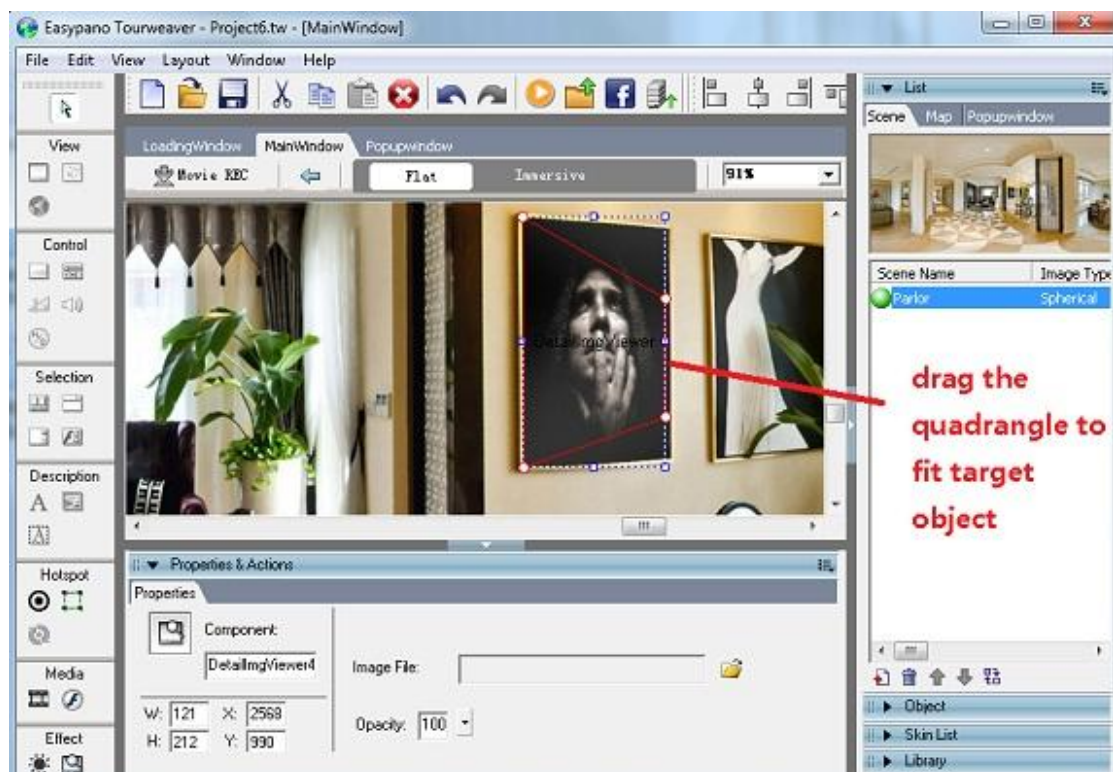 Easypano Tourweaver - Project6.tw - [MainWindow]
File Edit View Layout Window Help
View
Control
Selection
Description
Hotspot
Media
Effect
LoadingWindow MainWindow Popupwindow
Movie REC Flat Immersive 91%
DetailImgViewer
Properties & Actions
Properties
Component:
DetailImgViewer4
Image File:
W: 121 X: 2568
H: 212 Y: 990
Opacity: 100
List
Scene Map Popupwindow
Scene Name Image Type
Parlor Spherical
drag the
quadrangle to
fit target
object
Object
Skin List
Library